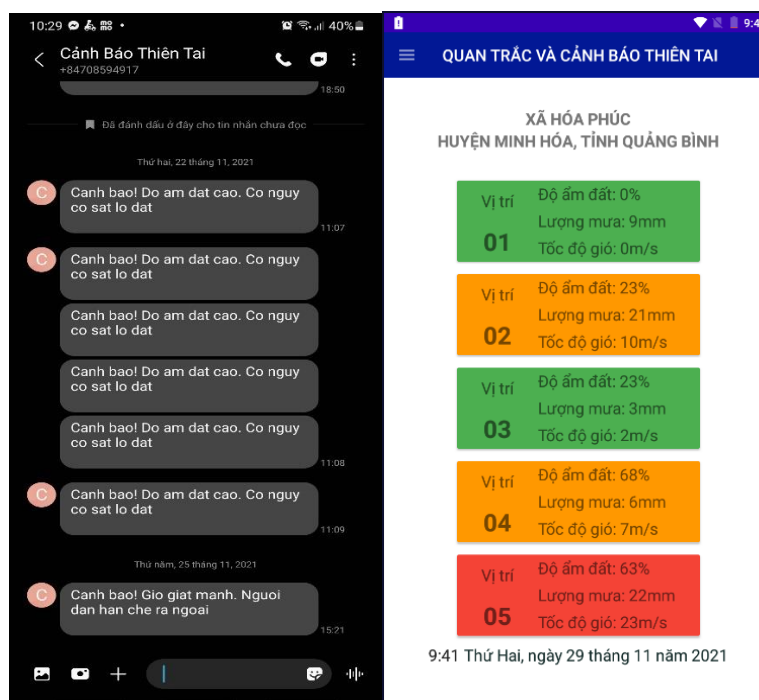 10:29
40%
Cảnh Báo Thiên Tai
+84708594917
18:50
Đã đánh dấu ở đây cho tin nhắn chưa đọc
Thứ hai, 22 tháng 11, 2021
C
Canh bao! Do am dat cao. Co nguy
co sat lo dat
11:07
C
Canh bao! Do am dat cao. Co nguy
co sat lo dat
Canh bao! Do am dat cao. Co nguy
co sat lo dat
Canh bao! Do am dat cao. Co nguy
co sat lo dat
Canh bao! Do am dat cao. Co nguy
co sat lo dat
11:08
C
Canh bao! Do am dat cao. Co nguy
co sat lo dat
11:09
Thứ năm, 25 tháng 11, 2021
C
Canh bao! Gio giat manh. Nguoi
dan han che ra ngoai
15:21
QUAN TRẮC VÀ CẢNH BÁO THIÊN TAI
XÃ HÓA PHÚC
HUYỆN MINH HÓA, TỈNH QUẢNG BÌNH
Vị trí
01
Độ ẩm đất: 0%
Lượng mưa: 9mm
Tốc độ gió: 0m/s
Vị trí
02
Độ ẩm đất: 23%
Lượng mưa: 21mm
Tốc độ gió: 10m/s
Vị trí
03
Độ ẩm đất: 23%
Lượng mưa: 3mm
Tốc độ gió: 2m/s
Vị trí
04
Độ ẩm đất: 68%
Lượng mưa: 6mm
Tốc độ gió: 7m/s
Vị trí
05
Độ ẩm đất: 63%
Lượng mưa: 22mm
Tốc độ gió: 23m/s
9:41 Thứ Hai, ngày 29 tháng 11 năm 2021